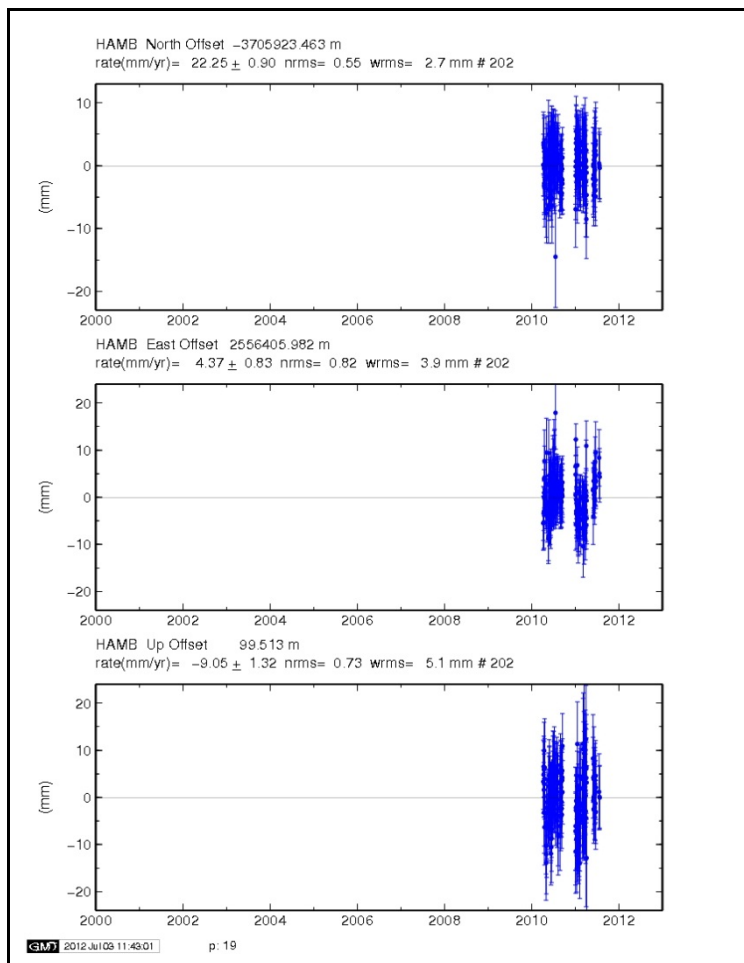 HAMB North Offset -3705923.463 m
rate(mm/yr)= 22.25 ± 0.90 nrms= 0.55 wrms= 2.7 mm # 202
10
0
-10
-20
(mm)
2000 2002 2004 2006 2008 2010 2012
HAMB East Offset 2556405.982 m
rate(mm/yr)= 4.37 ± 0.83 nrms= 0.82 wrms= 3.9 mm # 202
20
10
0
-10
-20
(mm)
2000 2002 2004 2006 2008 2010 2012
HAMB Up Offset 99.513 m
rate(mm/yr)= -9.05 ± 1.32 nrms= 0.73 wrms= 5.1 mm # 202
20
10
0
-10
-20
(mm)
2000 2002 2004 2006 2008 2010 2012
GMT 2012 Jul 03 11:43:01 p: 19